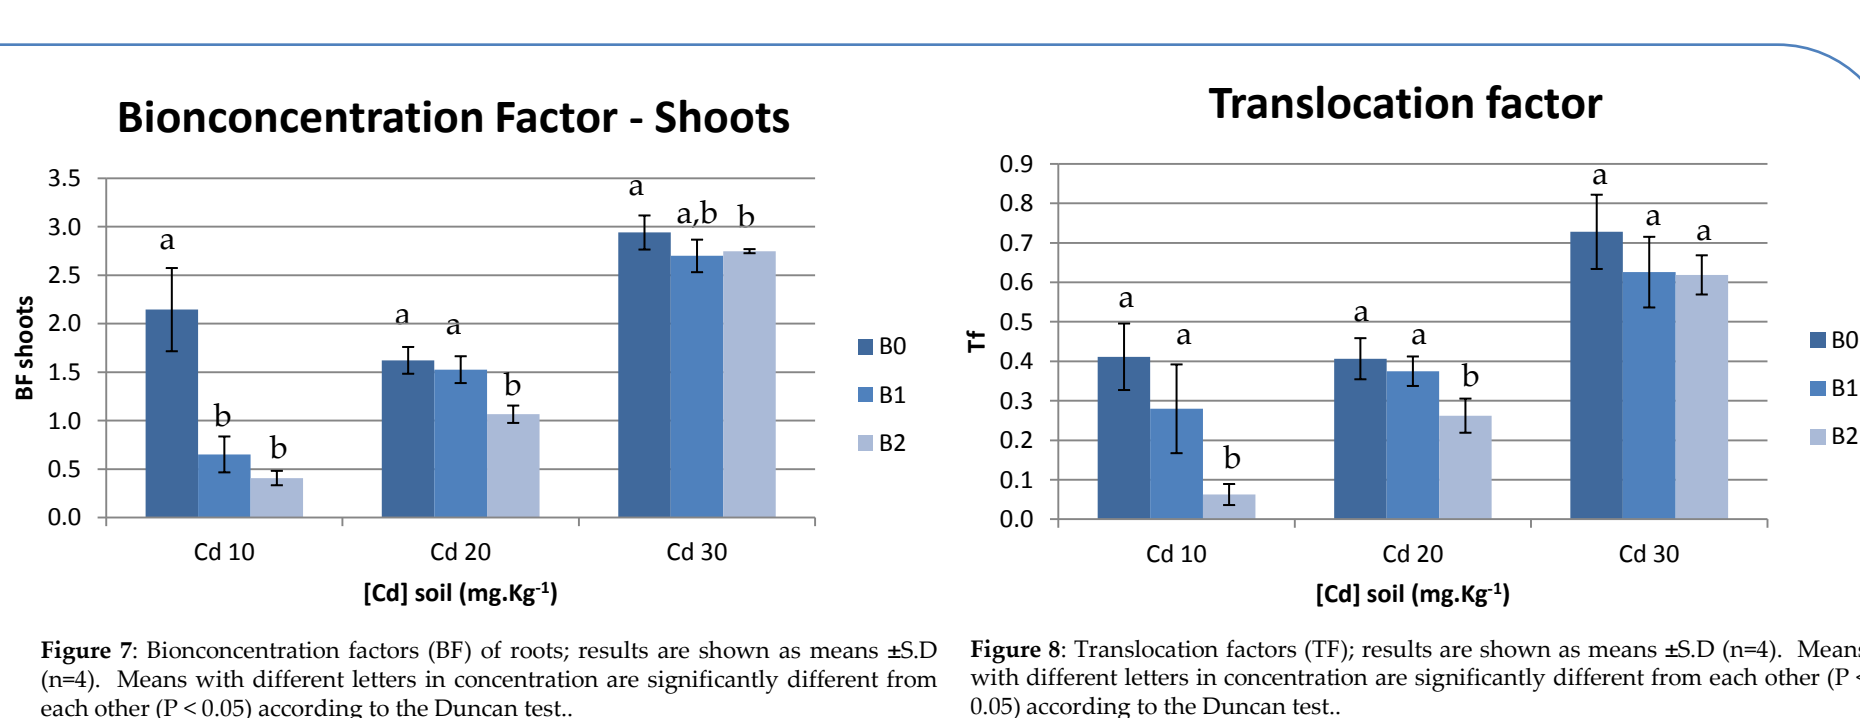 Bionconcentration Factor - Shoots
3.5
3.0
2.5
2.0
1.5
1.0
0.5
0.0
BF shoots
a
b
b
a
a
b
a
a,b
b
Cd 10
Cd 20
Cd 30
[Cd] soil (mg.Kg-1)
B0
B1
B2
Figure 7: Bionconcentration factors (BF) of roots; results are shown as means ±S.D
(n=4). Means with different letters in concentration are significantly different from
each other (P < 0.05) according to the Duncan test..
Translocation factor
0.9
0.8
0.7
0.6
0.5
0.4
0.3
0.2
0.1
0.0
Tf
a
a
b
a
a
b
a
a
a
Cd 10
Cd 20
Cd 30
[Cd] soil (mg.Kg-1)
B0
B1
B2
Figure 8: Translocation factors (TF); results are shown as means ±S.D (n=4). Means
with different letters in concentration are significantly different from each other (P <
0.05) according to the Duncan test..